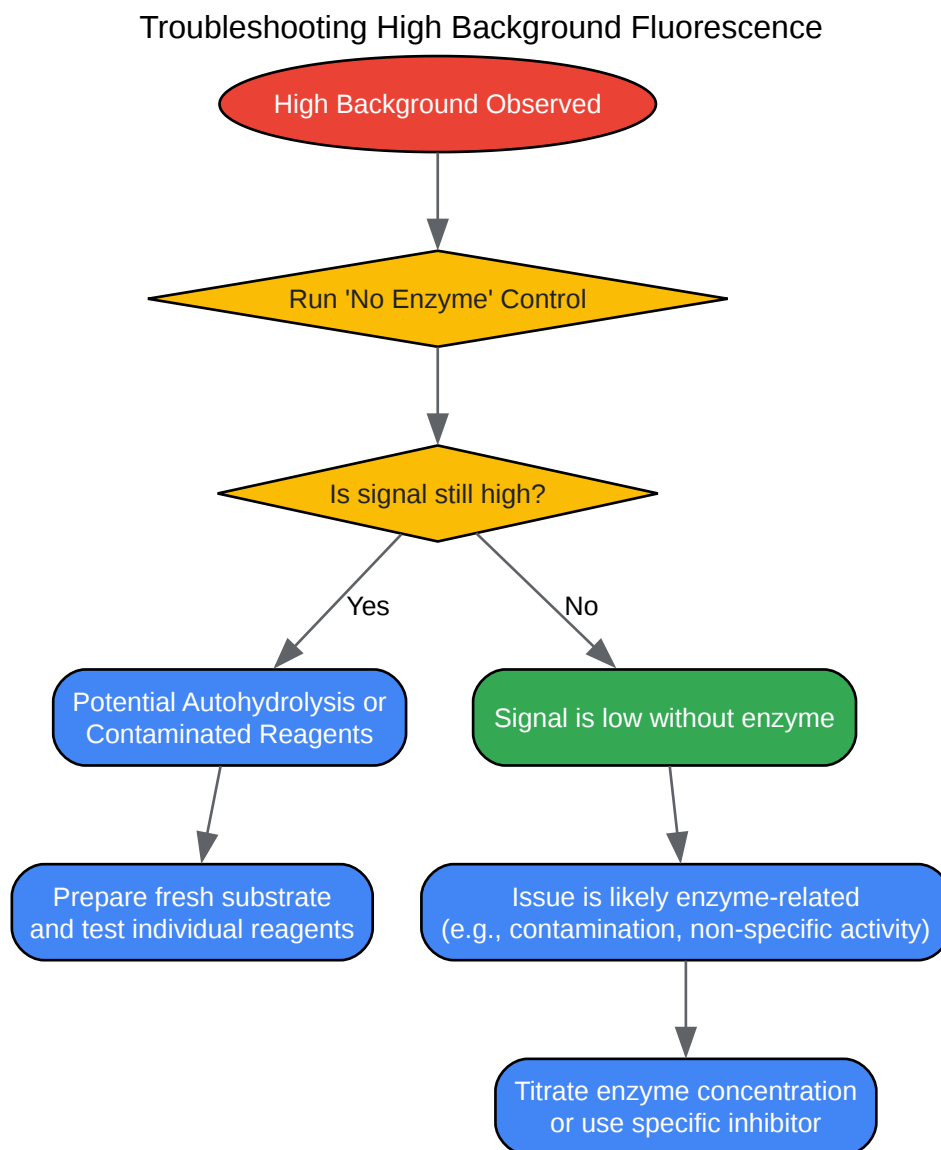 Troubleshooting High Background Fluorescence
High Background Observed
Run 'No Enzyme' Control
Is signal still high?
Yes
No
Potential Autohydrolysis or
Contaminated Reagents
Signal is low without enzyme
Prepare fresh substrate
and test individual reagents
Issue is likely enzyme-related
(e.g., contamination, non-specific activity)
Titrate enzyme concentration
or use specific inhibitor